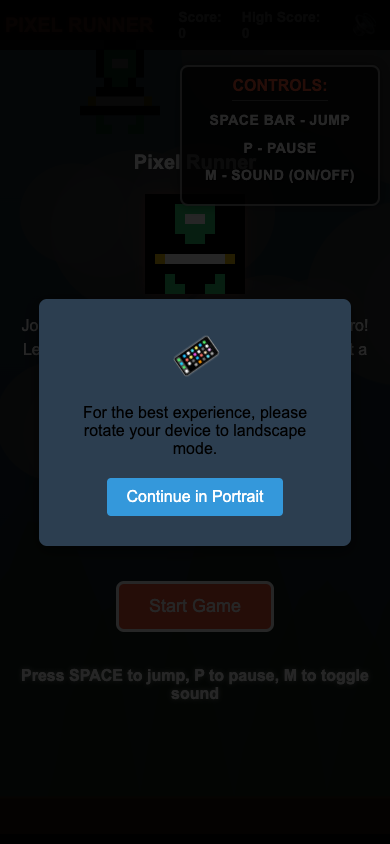 PIXEL RUNNER
Score:
0
High Score:
0
CONTROLS:
SPACE BAR - JUMP
P - PAUSE
M - SOUND (ON/OFF)
Pixel Runner
Jo
ro!
Le
t a
For the best experience, please
rotate your device to landscape
mode.
Continue in Portrait
Start Game
Press SPACE to jump, P to pause, M to toggle
sound